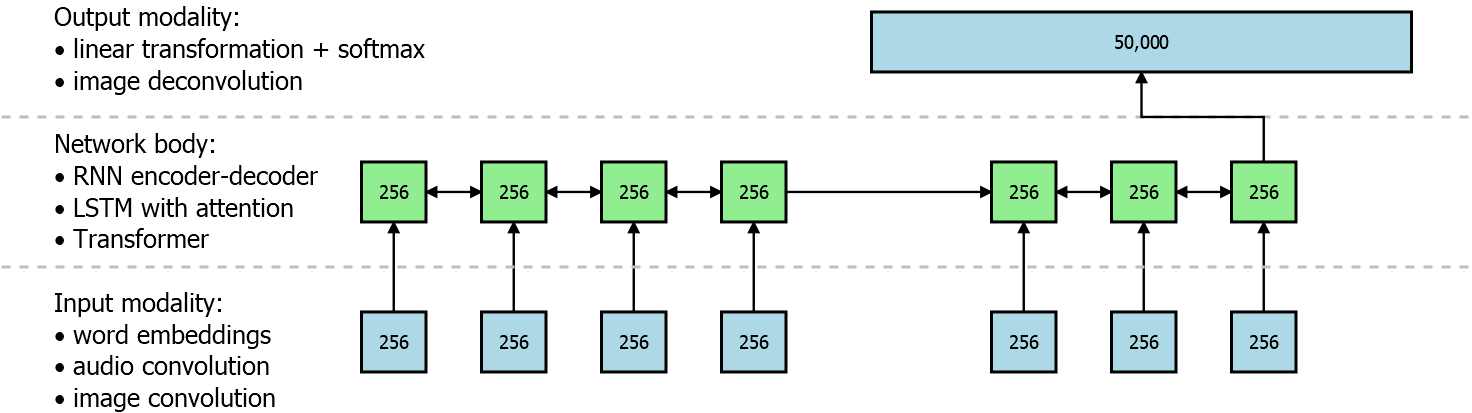 Output modality:
• linear transformation + softmax
• image deconvolution
50,000
Network body:
• RNN encoder-decoder
• LSTM with attention
• Transformer
256 256 256 256 256 256 256
Input modality:
• word embeddings
• audio convolution
• image convolution
256 256 256 256 256 256 256